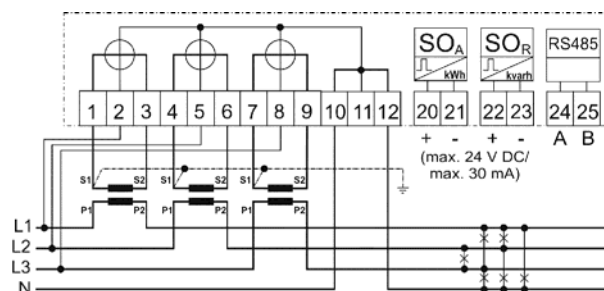 SOA
kWh
SOR
kvarh
RS485
1 2 3 4 5 6 7 8 9 10 11 12
20 21 22 23 24 25
+ - + - A B
(max. 24 V DC/
max. 30 mA)
S1 S2 S1 S2 S1 S2
P1 P2 P1 P2 P1 P2
L1
L2
L3
N